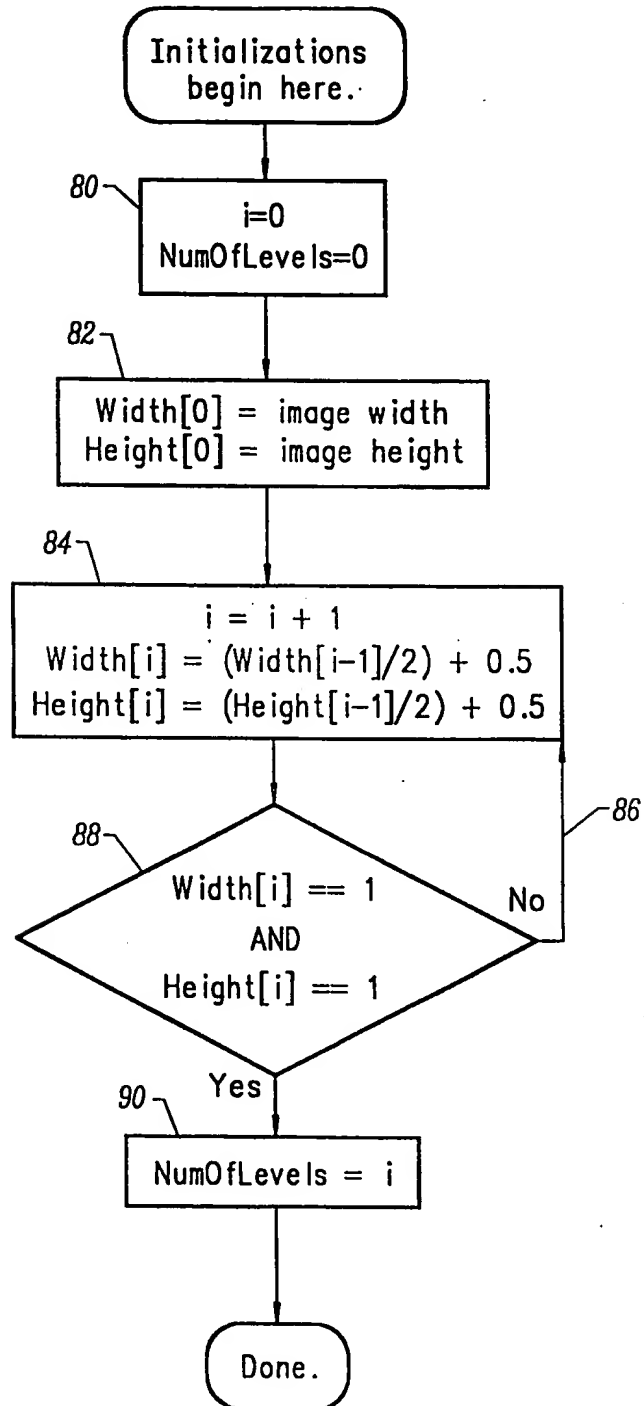 Initializations
begin here.
80
i=0
NumOfLevels=0
82
Width[0] = image width
Height[0] = image height
84
i = i + 1
Width[i] = (Width[i-1]/2) + 0.5
Height[i] = (Height[i-1]/2) + 0.5
86
88
Width[i] == 1
AND
Height[i] == 1
No
Yes
90
NumOfLevels = i
Done.